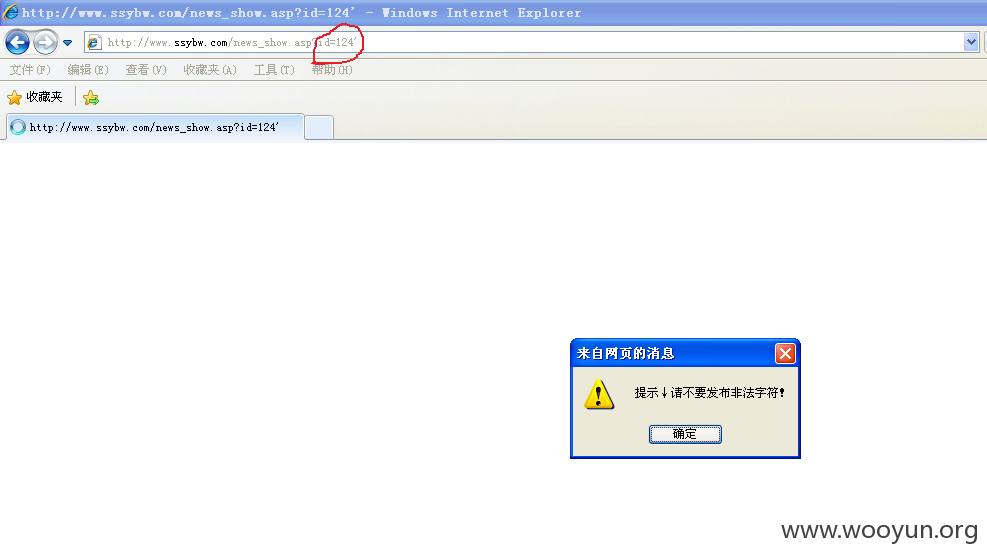 http://www.ssybw.com/news_show.asp?id=124' - Windows Internet Explorer
http://www.ssybw.com/news_show.asp?id=124'
文件(F) 编辑(E) 查看(V) 收藏夹(A) 工具(T) 帮助(H)
收藏夹
http://www.ssybw.com/news_show.asp?id=124'
来自网页的消息
提示↓请不要发布非法字符!
确定
www.wooyun.org